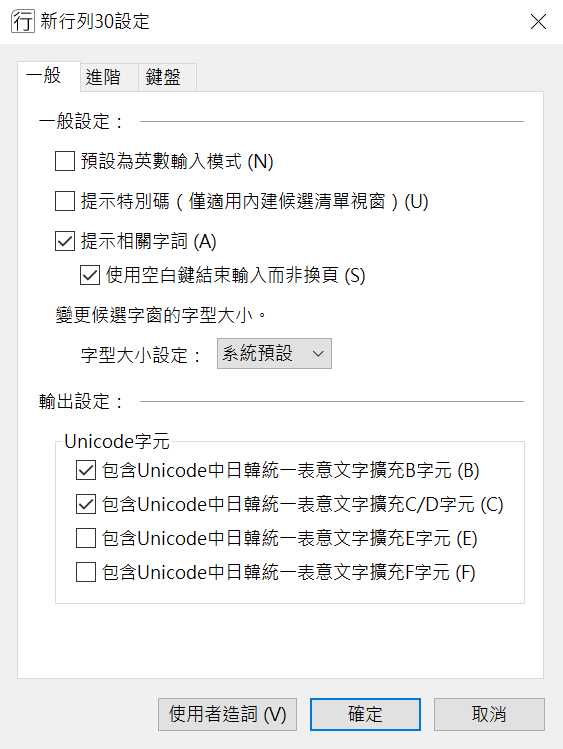 行 新行列30設定
一般 進階 鍵盤
一般設定：
預設為英數輸入模式 (N)
提示特別碼（僅適用內建候選清單視窗）(U)
提示相關字詞 (A)
使用空白鍵結束輸入而非換頁 (S)
變更候選字窗的字型大小。
字型大小設定： 系統預設
輸出設定：
Unicode字元
包含Unicode中日韓統一表意文字擴充B字元 (B)
包含Unicode中日韓統一表意文字擴充C/D字元 (C)
包含Unicode中日韓統一表意文字擴充E字元 (E)
包含Unicode中日韓統一表意文字擴充F字元 (F)
使用者造詞 (V) 確定 取消